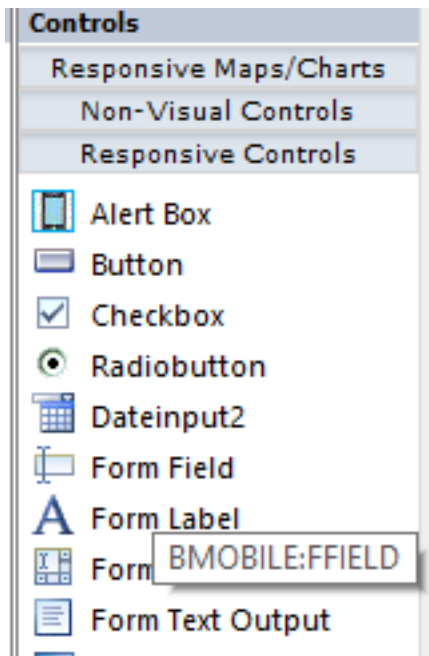 Controls
Responsive Maps/Charts
Non-Visual Controls
Responsive Controls
Alert Box
Button
Checkbox
Radiobutton
Dateinput2
Form Field
Form Label
Form
BMOBILE:FFIELD
Form Text Output